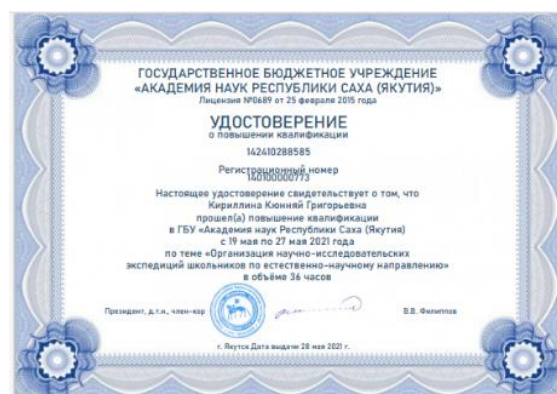 ГОСУДАРСТВЕННОЕ БЮДЖЕТНОЕ УЧРЕЖДЕНИЕ
«АКАДЕМИЯ НАУК РЕСПУБЛИКИ САХА (ЯКУТИЯ)»
Лицензия №0689 от 25 февраля 2015 года
УДОСТОВЕРЕНИЕ
о повышении квалификации
142410288585
Регистрационный номер
140100000773
Настоящее удостоверение свидетельствует о том, что
Кириллина Кюнняй Григорьевна
прошел(а) повышение квалификации
в ГБУ «Академия наук Республики Саха (Якутия)
с 19 мая по 27 мая 2021 года
по теме «Организация научно-исследовательских
экспедиций школьников по естественно-научному направлению»
в объёме 36 часов
Президент, д.т.н., член-кор В.В. Филиппов
г. Якутск Дата выдачи 28 мая 2021 г.